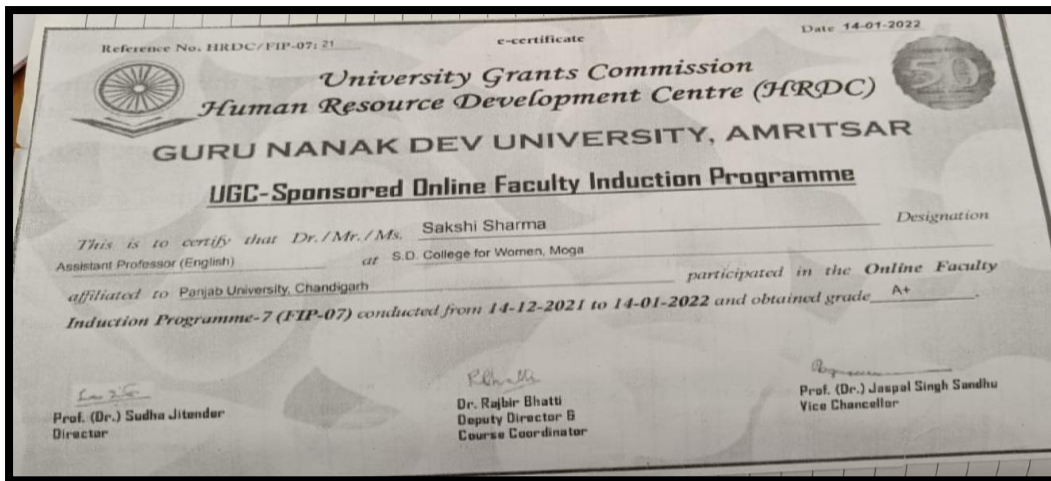 Reference No. HRDC/FIP-07: 21
e-certificate
Date 14-01-2022
University Grants Commission
Human Resource Development Centre (HRDC)
50
GURU NANAK DEV UNIVERSITY, AMRITSAR
UGC-Sponsored Online Faculty Induction Programme
This is to certify that Dr./Mr./Ms. Sakshi Sharma Designation
Assistant Professor (English) at S.D. College for Women, Moga
affiliated to Panjab University, Chandigarh participated in the Online Faculty
Induction Programme-7 (FIP-07) conducted from 14-12-2021 to 14-01-2022 and obtained grade A+ .
Prof. (Dr.) Sudha Jitender
Director
Dr. Rajbir Bhatti
Deputy Director &
Course Coordinator
Prof. (Dr.) Jaspal Singh Sandhu
Vice Chancellor